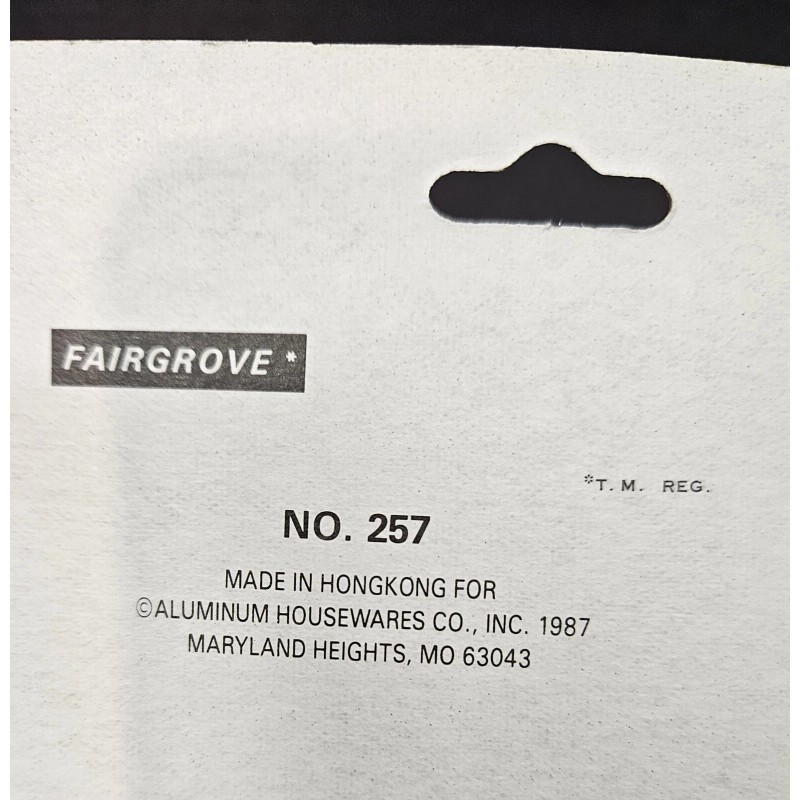 FAIRGROVE *
*T. M. REG.
NO. 257
MADE IN HONGKONG FOR
©ALUMINUM HOUSEWARES CO., INC. 1987
MARYLAND HEIGHTS, MO 63043